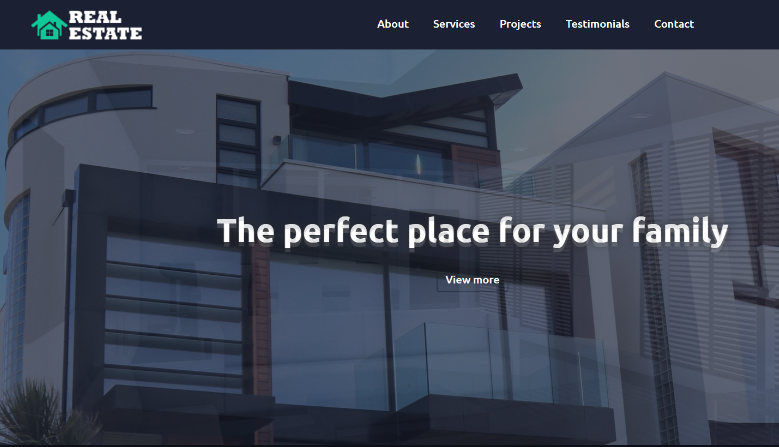 REAL
ESTATE
About Services Projects Testimonials Contact
The perfect place for your family
View more